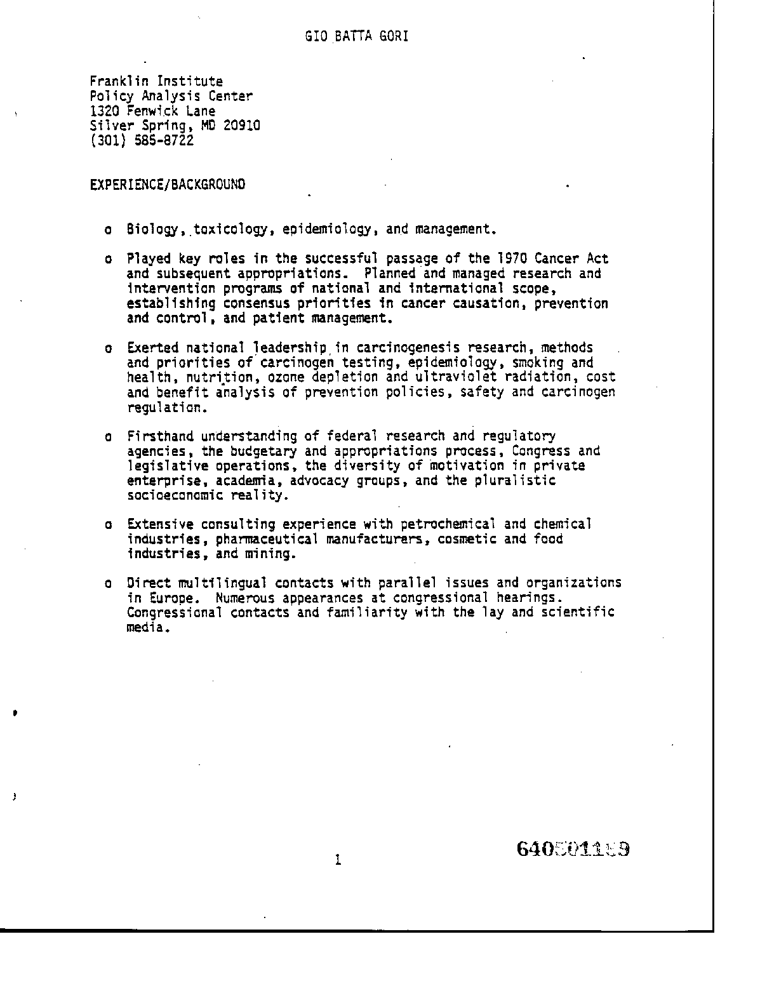 GIO BATTA GORI
Franklin Institute
Policy Analysis Center
1320 Fenwick Lane
Silver Spring, MD 20910
(301) 585-8722
EXPERIENCE/BACKGROUND
o Biology, toxicology, epidemiology, and management.
o Played key roles in the successful passage of the 1970 Cancer Act
and subsequent appropriations. Planned and managed research and
intervention programs of national and international scope,
establishing consensus priorities in cancer causation, prevention
and control, and patient management.
o Exerted national leadership in carcinogenesis research, methods
and priorities of carcinogen testing, epidemiology, smoking and
health, nutrition, ozone depletion and ultraviolet radiation, cost
and benefit analysis of prevention policies, safety and carcinogen
regulation.
o Firsthand understanding of federal research and regulatory
agencies, the budgetary and appropriations process, Congress and
legislative operations, the diversity of motivation in private
enterprise, academia, advocacy groups, and the pluralistic
socioeconomic reality.
o Extensive consulting experience with petrochemical and chemical
industries, pharmaceutical manufacturers, cosmetic and food
industries, and mining.
o Direct multilingual contacts with parallel issues and organizations
in Europe. Numerous appearances at congressional hearings.
Congressional contacts and familiarity with the lay and scientific
media.
1